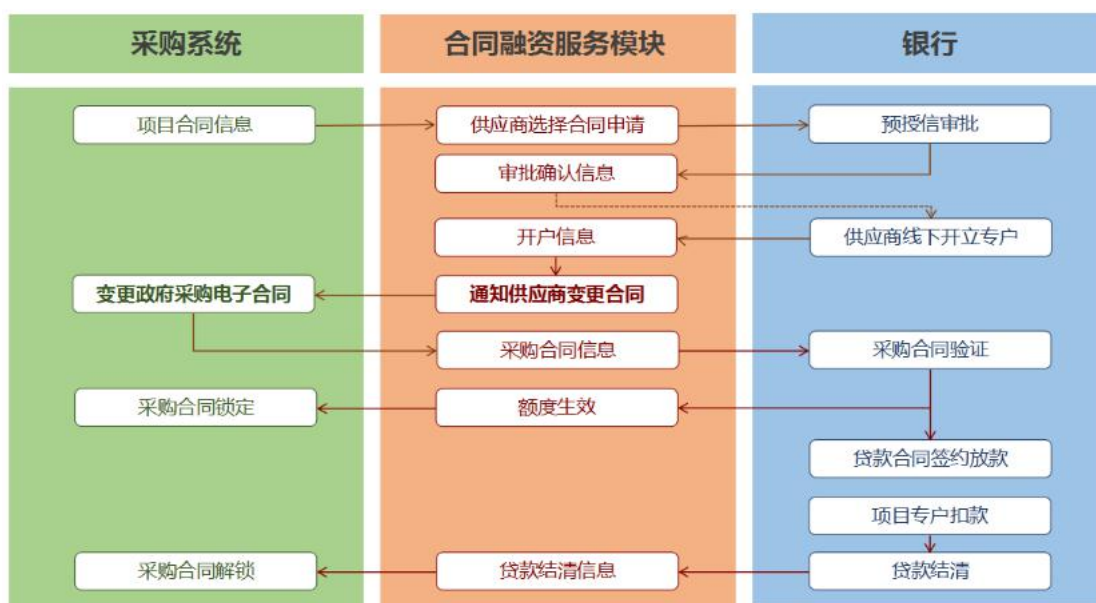 采购系统
合同融资服务模块
银行
项目合同信息
供应商选择合同申请
预授信审批
审批确认信息
开户信息
供应商线下开立专户
变更政府采购电子合同
通知供应商变更合同
采购合同信息
采购合同验证
采购合同锁定
额度生效
贷款合同签约放款
项目专户扣款
采购合同解锁
贷款结清信息
贷款结清